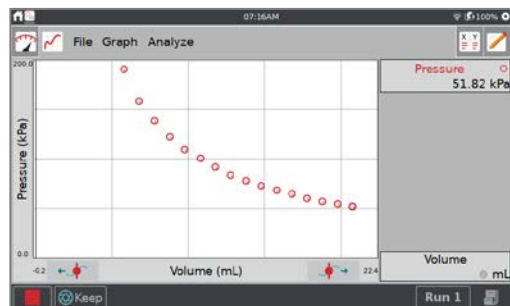 07:16AM
100%
File Graph Analyze
X Y
Pressure
51.82 kPa
200.0
Pressure (kPa)
0.0
-0.2
Volume (mL)
22.4
Volume
mL
Keep
Run 1